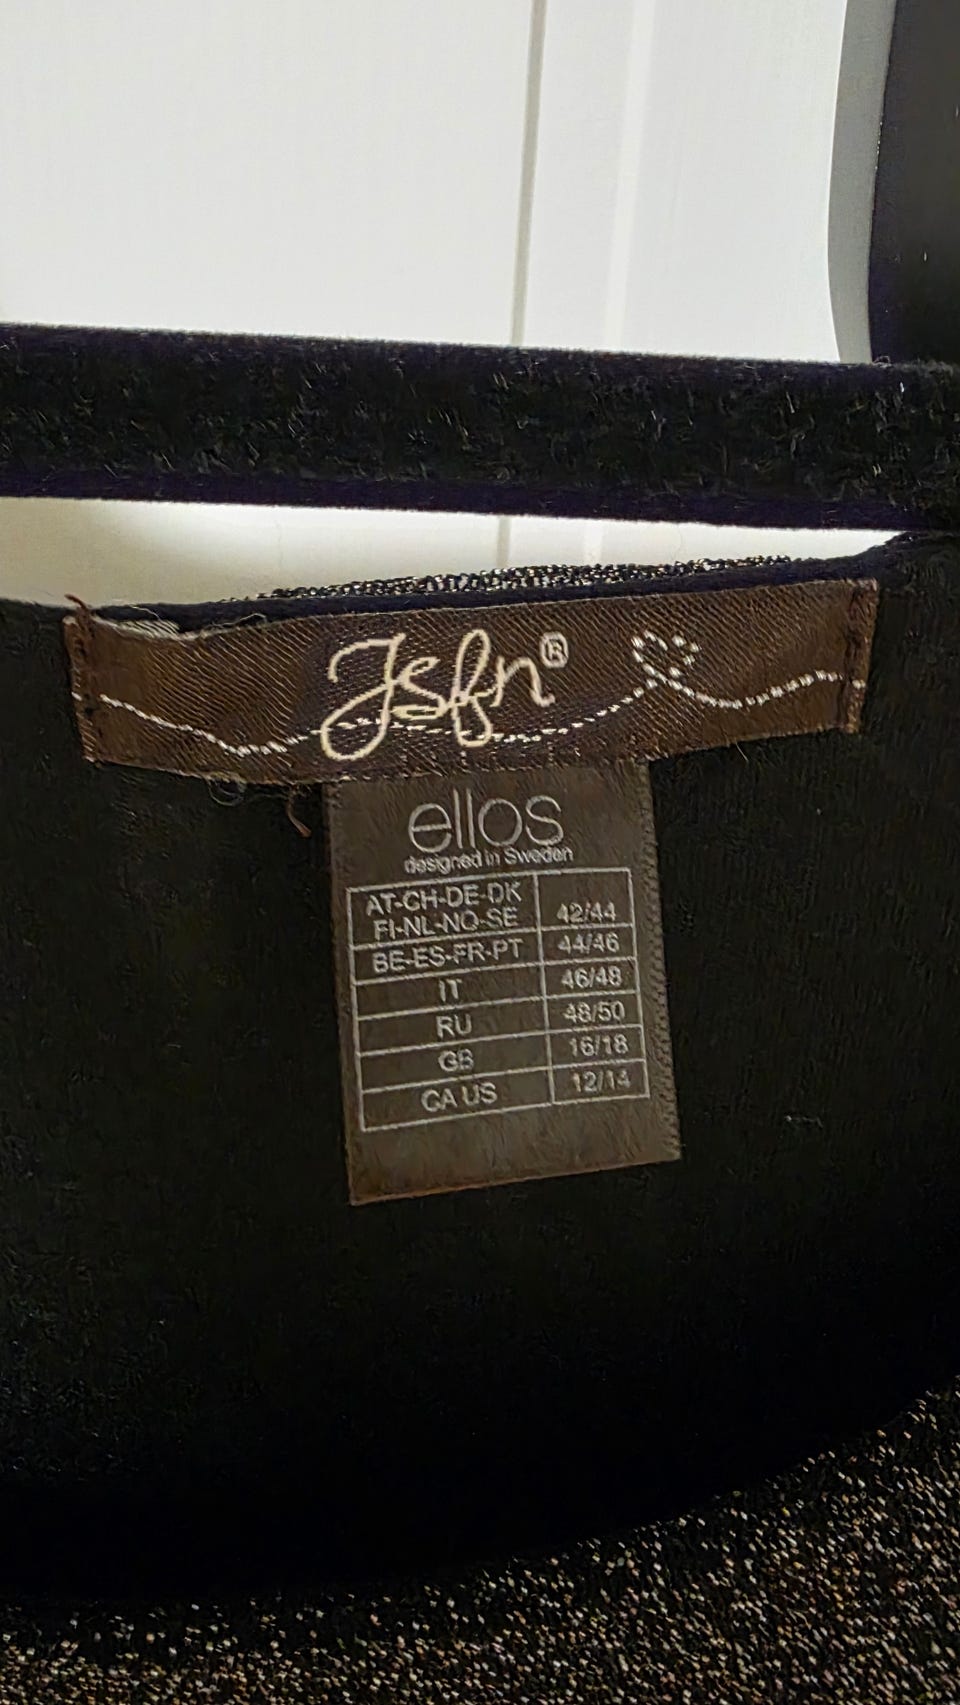 Jsfn®
ellos
designed in Sweden
AT-CH-DE-DK
FI-NL-NO-SE 42/44
BE-ES-FR-PT 44/46
IT 46/48
RU 48/50
GB 16/18
CA US 12/14